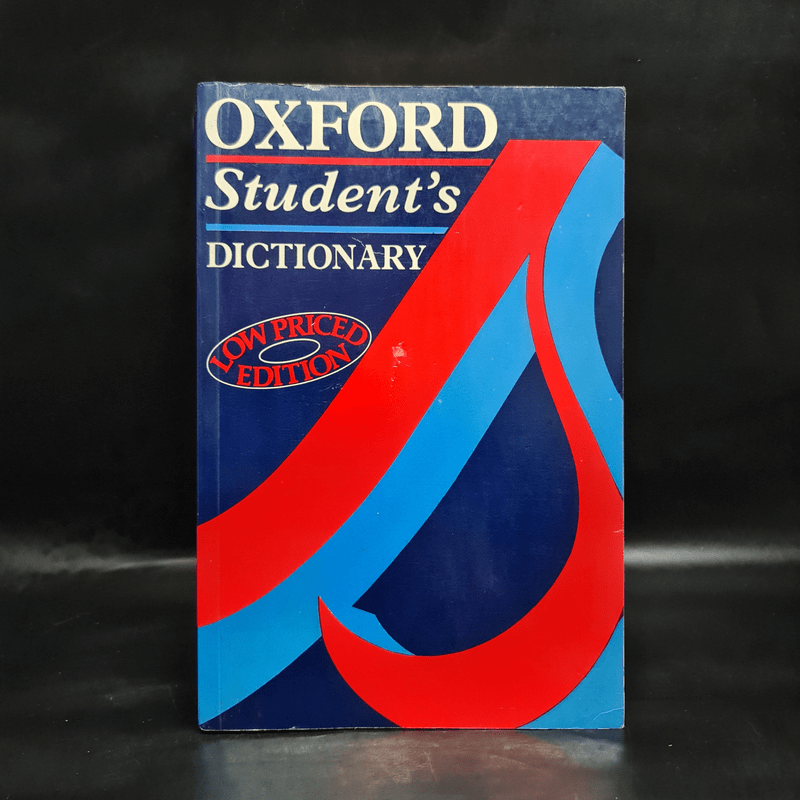 OXFORD
Student's
DICTIONARY
LOW PRICED
EDITION